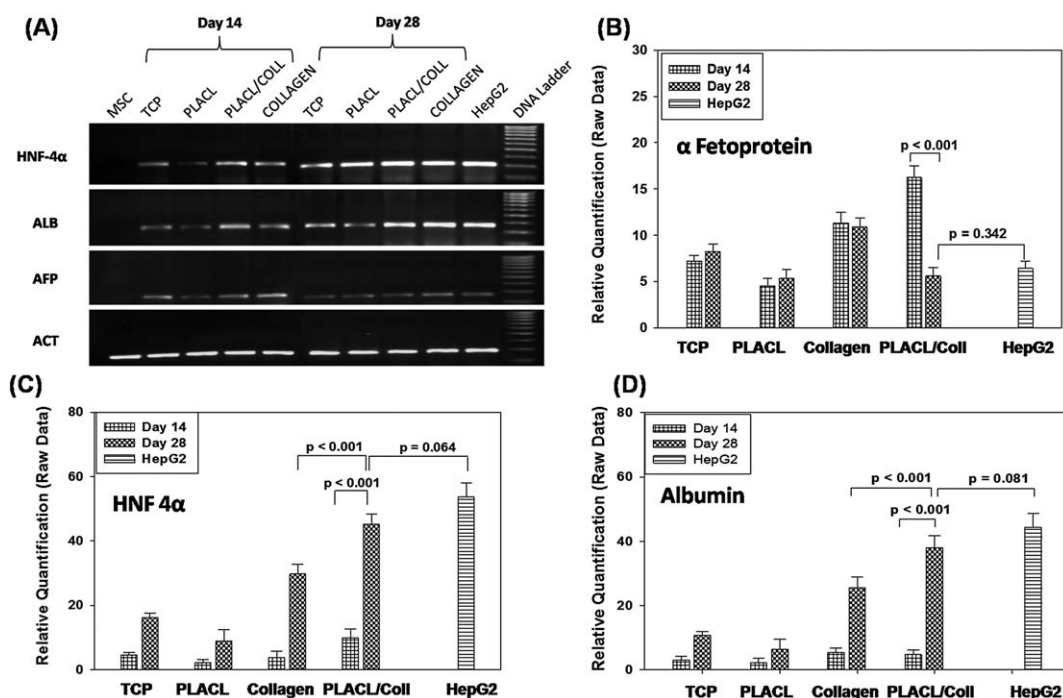 (A)
Day 14
Day 28
MSC
TCP
PLACL
PLACL/COLL
COLLAGEN
TCP
PLACL
PLACL/COLL
COLLAGEN
HepG2
DNA Ladder
HNF-4α
ALB
AFP
ACT
(B)
Relative Quantification (Raw Data)
30
25
20
15
10
5
0
Day 14
Day 28
HepG2
α Fetoprotein
p < 0.001
p = 0.342
TCP PLACL Collagen PLACL/Coll HepG2
(C)
Relative Quantification (Raw Data)
80
60
40
20
0
Day 14
Day 28
HepG2
HNF 4α
p < 0.001
p = 0.064
p < 0.001
TCP PLACL Collagen PLACL/Coll HepG2
(D)
Relative Quantification (Raw Data)
80
60
40
20
0
Day 14
Day 28
HepG2
Albumin
p < 0.001
p = 0.081
p < 0.001
TCP PLACL Collagen PLACL/Coll HepG2